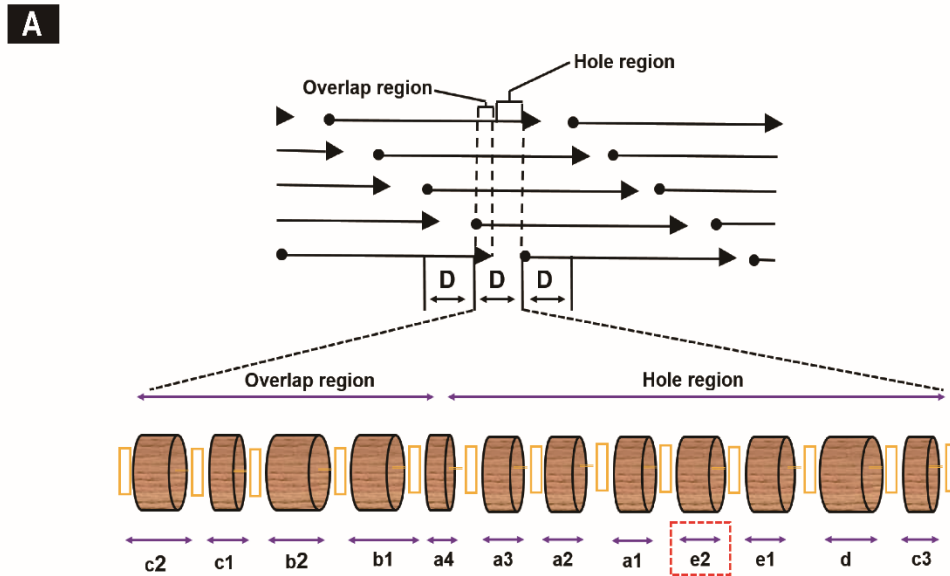 A
Hole region
Overlap region
D D D
Overlap region Hole region
c2 c1 b2 b1 a4 a3 a2 a1 e2 e1 d c3